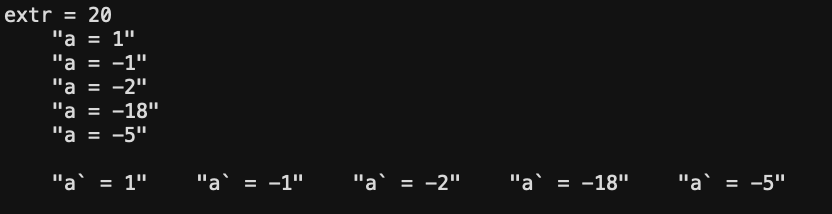 extr = 20
"a = 1"
"a = -1"
"a = -2"
"a = -18"
"a = -5"
"a` = 1" "a` = -1" "a` = -2" "a` = -18" "a` = -5"